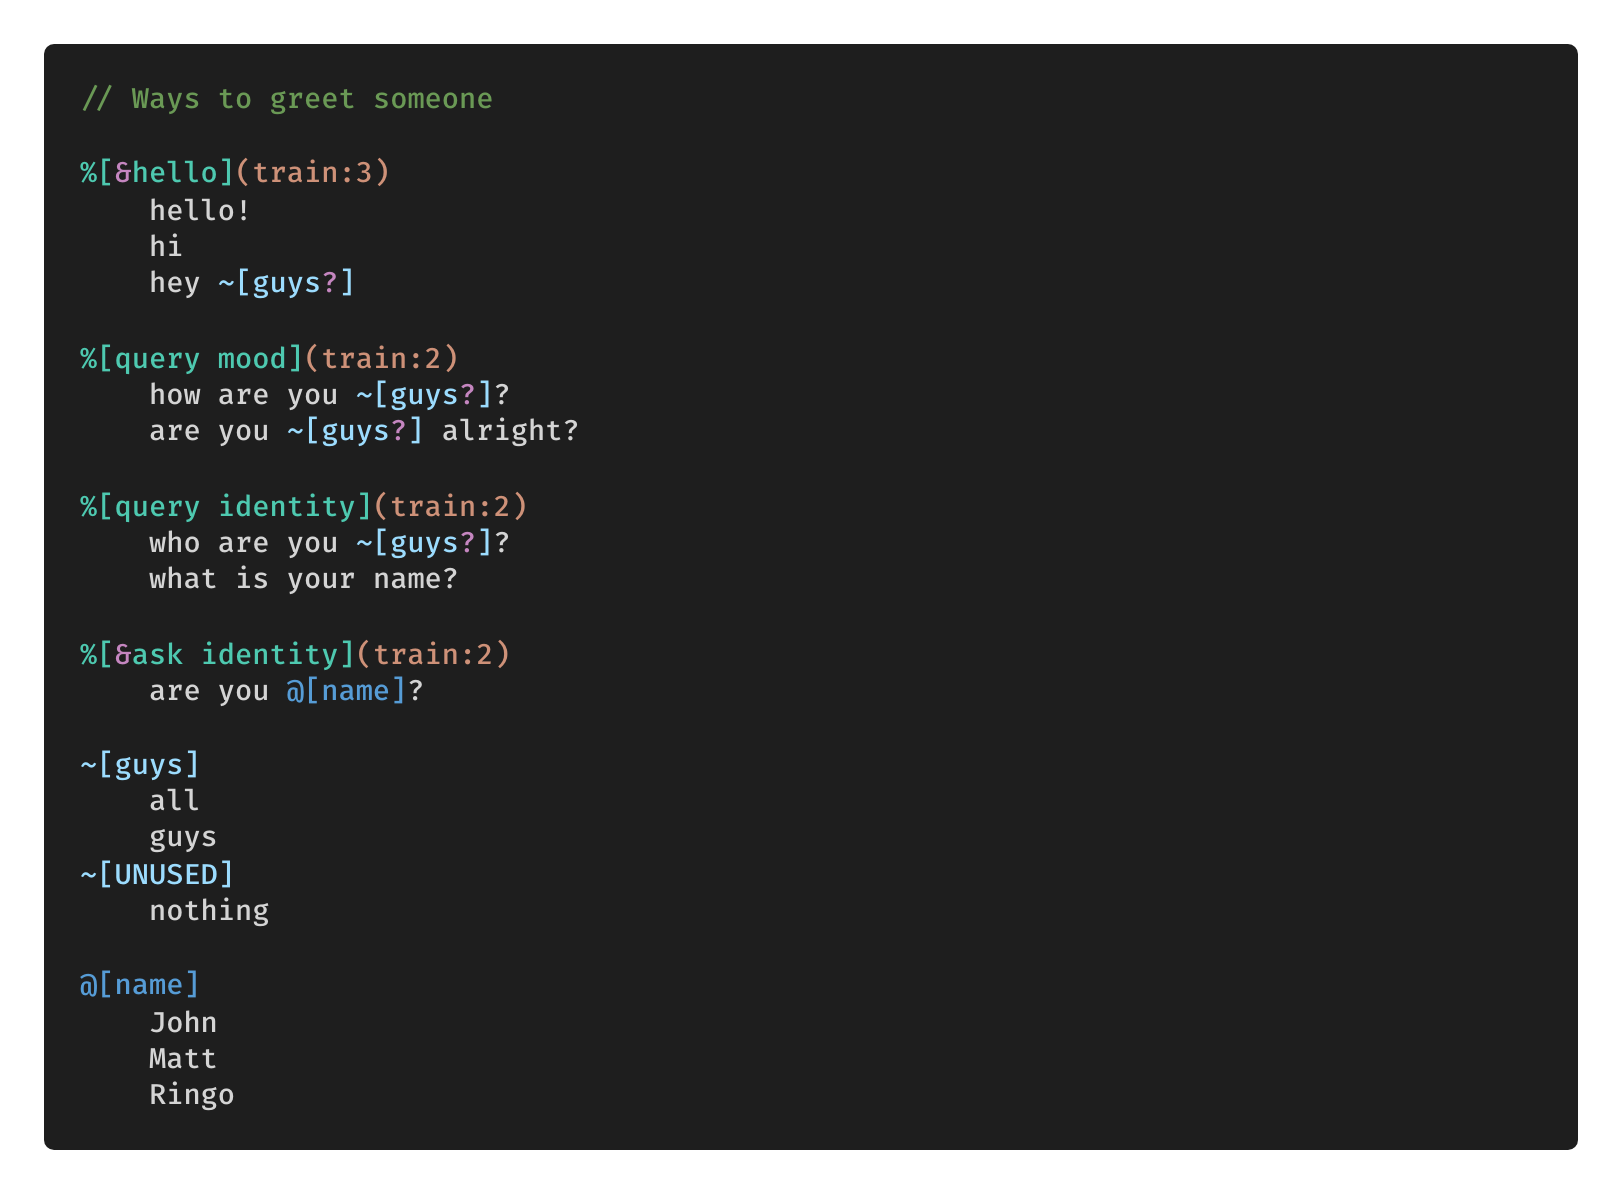 // Ways to greet someone
%[&hello](train:3)
hello!
hi
hey ~[guys?]
%[query mood](train:2)
how are you ~[guys?]?
are you ~[guys?] alright?
%[query identity](train:2)
who are you ~[guys?]?
what is your name?
%[&ask identity](train:2)
are you @[name]?
~[guys]
all
guys
~[UNUSED]
nothing
@[name]
John
Matt
Ringo